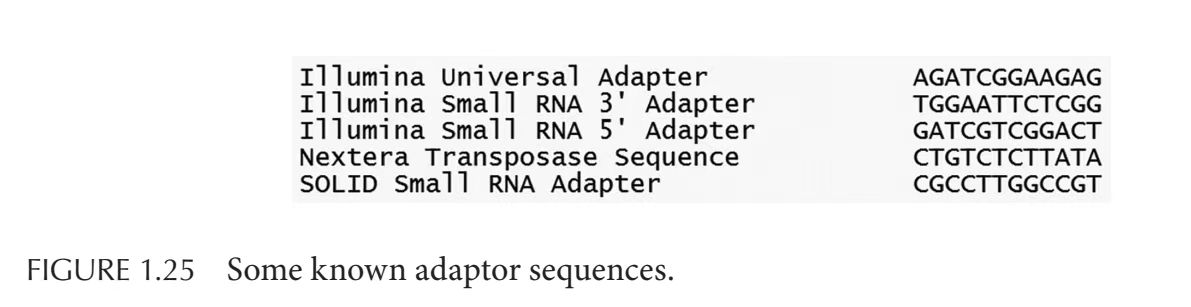 Illumina Universal Adapter AGATCGGAAGAG
Illumina Small RNA 3' Adapter TGGAATTCTCGG
Illumina Small RNA 5' Adapter GATCGTCGGACT
Nextera Transposase Sequence CTGTCTCTTATA
SOLID Small RNA Adapter CGCCTTGGCCGT
FIGURE 1.25 Some known adaptor sequences.